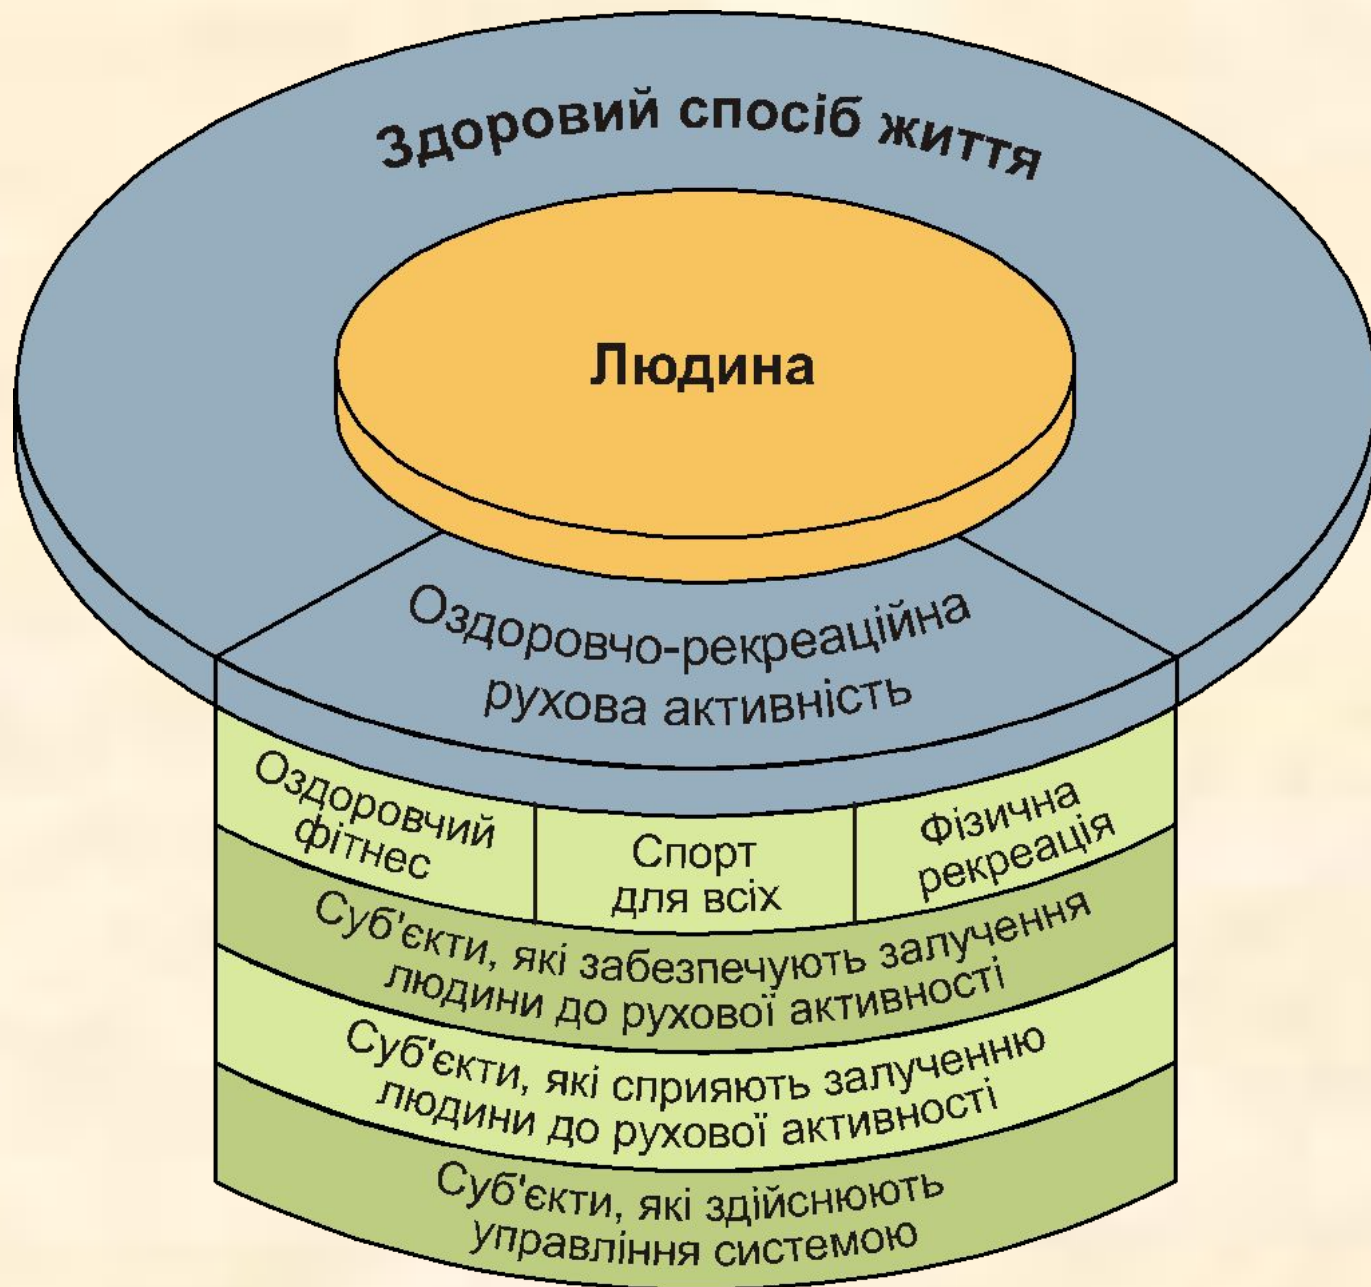 Здоровий спосіб життя
Людина
Оздоровчо-рекреаційна
рухова активність
Оздоровчий
фітнес
Спорт
для всіх
Фізична
рекреація
Суб'єкти, які забезпечують залучення
людини до рухової активності
Суб'єкти, які сприяють залученню
людини до рухової активності
Суб'єкти, які здійснюють
управління системою